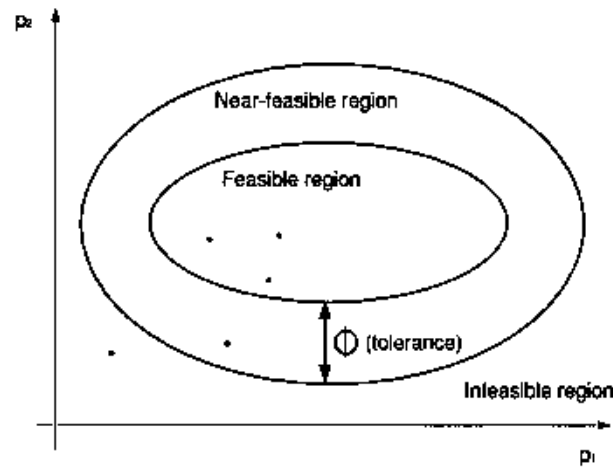 p₂
Near-feasible region
Feasible region
Φ (tolerance)
Infeasible region
p₁